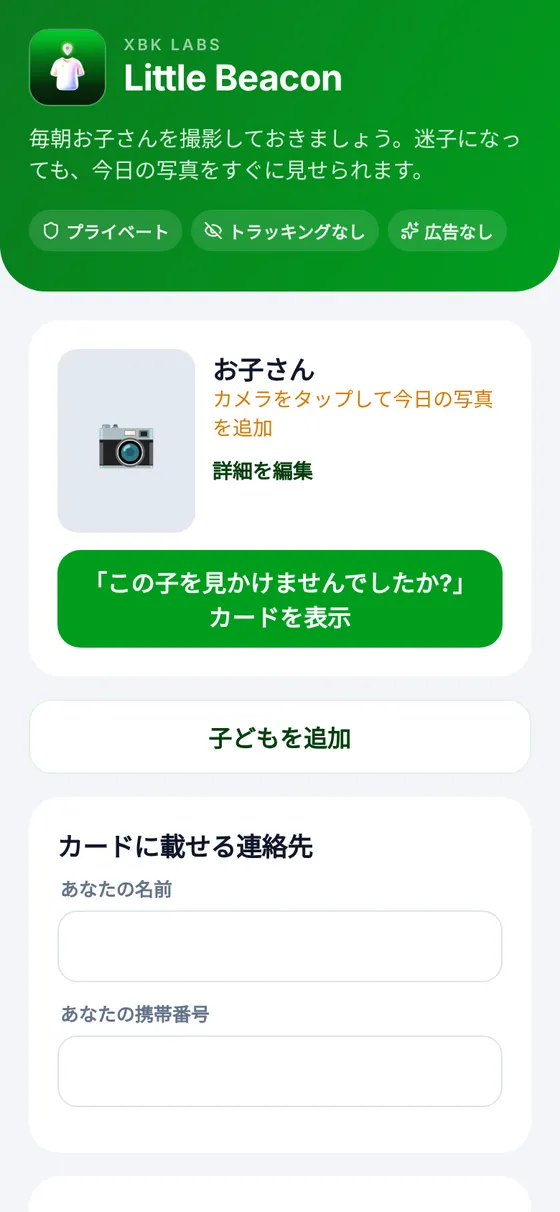 XBK LABS
Little Beacon
毎朝お子さんを撮影しておきましょう。迷子になっ
ても、今日の写真をすぐに見せられます。
プライベート
トラッキングなし
広告なし
お子さん
カメラをタップして今日の写真
を追加
詳細を編集
「この子を見かけませんでしたか?」
カードを表示
子どもを追加
カードに載せる連絡先
あなたの名前
あなたの携帯番号